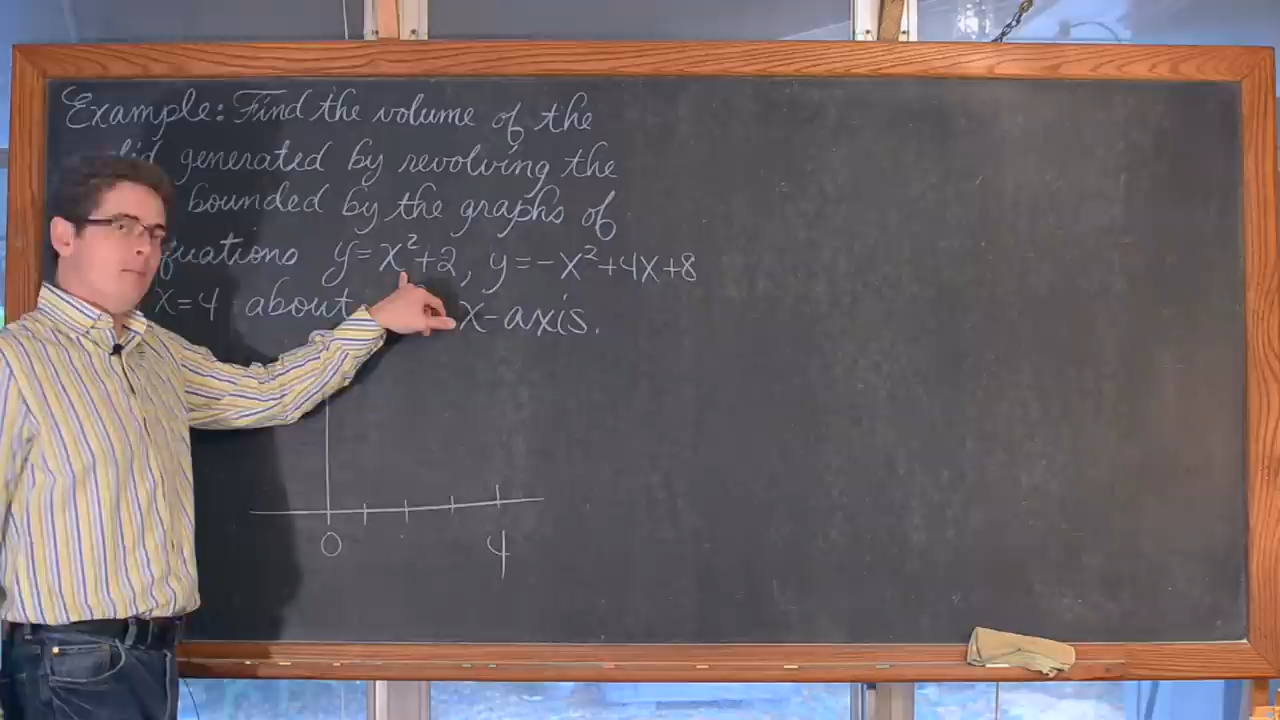 Example: Find the volume of the
generated by revolving the
bounded by the graphs of
y=x²+2, y=-x²+4x+8
x=4 about x-axis.
0 4